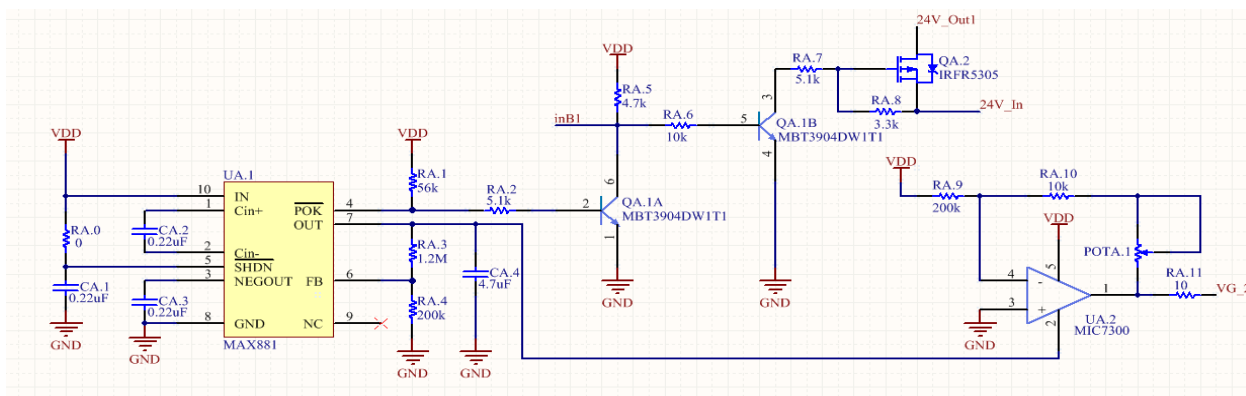 24V_Out1
VDD
RA.7
5.1k
QA.2
IRFR5305
RA.5
4.7k
RA.8
3.3k
24V_In
inB1
RA.6
10k
5
3
4
QA.1B
MBT3904DW1T1
VDD
VDD
UA.1
RA.1
56k
RA.2
5.1k
2
6
1
QA.1A
MBT3904DW1T1
VDD
RA.9
200k
RA.10
10k
10
IN
1
Cin+
POK
4
OUT
7
CA.2
0.22uF
RA.0
0
2
Cin-
5
SHDN
3
NEGOUT
FB
6
RA.3
1.2M
CA.4
4.7uF
VDD
POTA.1
4
-
5
1
RA.11
10
VG_2
3
+
2
UA.2
MIC7300
CA.1
0.22uF
CA.3
0.22uF
8
GND
NC
9
RA.4
200k
MAX881
GND
GND
GND
GND
GND
GND
GND